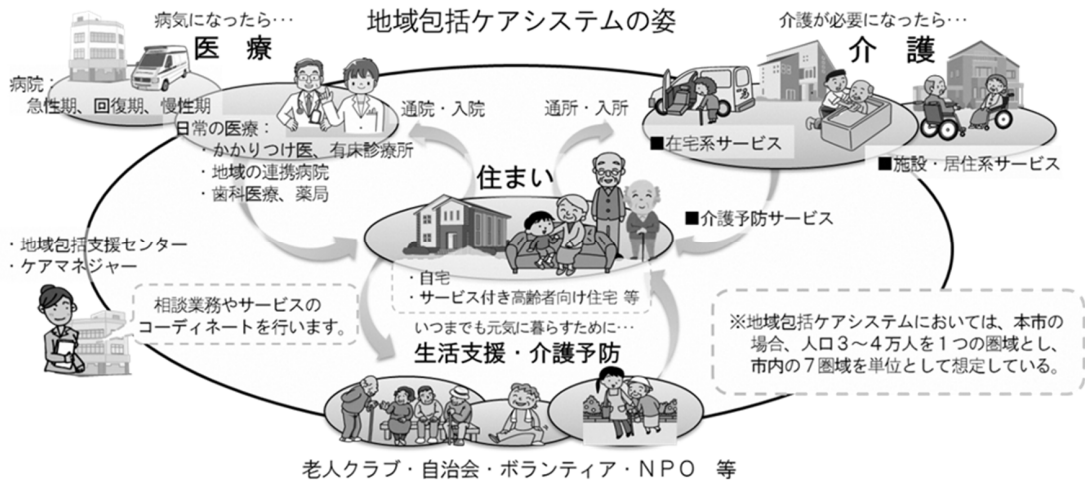 地域包括ケアシステムの姿
病気になったら･･･
医　療
病院：
急性期、回復期、慢性期
日常の医療：
・かかりつけ医、有床診療所
・地域の連携病院
・歯科医療、薬局
通院・入院
通所・入所
介護が必要になったら･･･
介　護
■在宅系サービス
■施設・居住系サービス
■介護予防サービス
住まい
・自宅
・サービス付き高齢者向け住宅 等
・地域包括支援センター
・ケアマネジャー
相談業務やサービスの
コーディネートを行います。
いつまでも元気に暮らすために･･･
生活支援・介護予防
老人クラブ・自治会・ボランティア・ＮＰＯ　等
※地域包括ケアシステムにおいては、本市の
場合、人口３～４万人を１つの圏域とし、
市内の７圏域を単位として想定している。